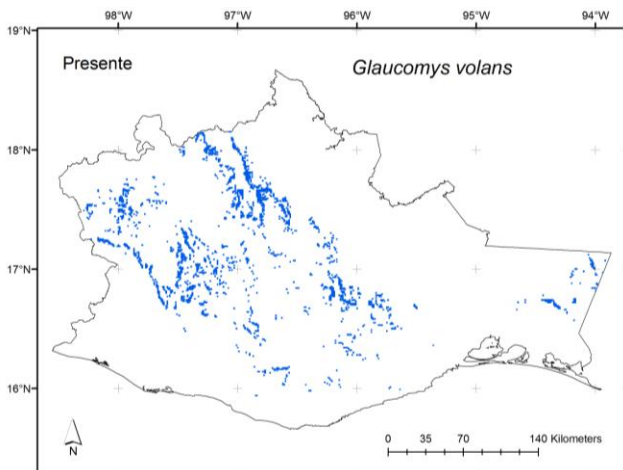 98°W 97°W 96°W 95°W 94°W
19°N
Presente Glaucomys volans
18°N
17°N
16°N
N
0 35 70 140 Kilometers